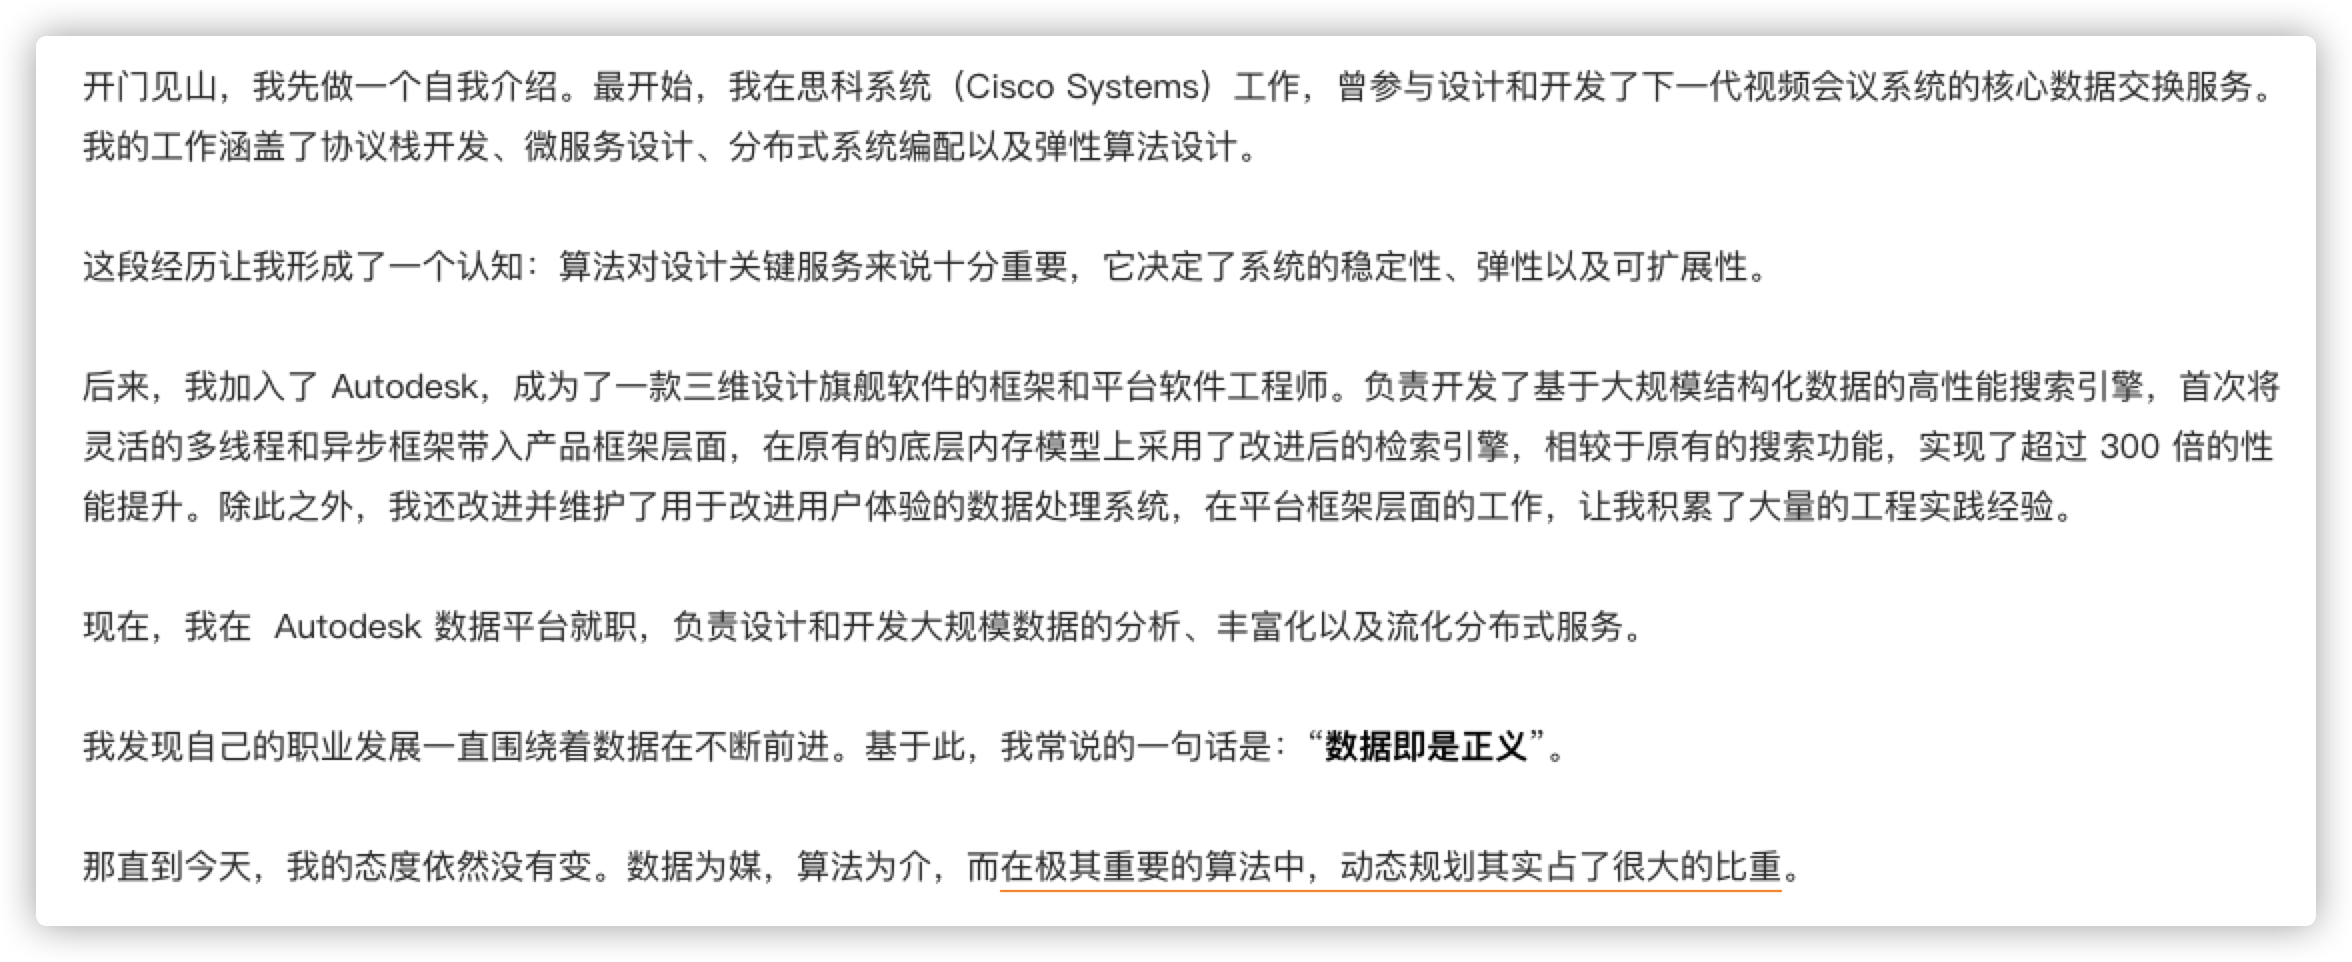 开门见山，我先做一个自我介绍。最开始，我在思科系统（Cisco Systems）工作，曾参与设计和开发了下一代视频会议系统的核心数据交换服务。
我的工作涵盖了协议栈开发、微服务设计、分布式系统编配以及弹性算法设计。
这段经历让我形成了一个认知：算法对设计关键服务来说十分重要，它决定了系统的稳定性、弹性以及可扩展性。
后来，我加入了 Autodesk，成为了一款三维设计旗舰软件的框架和平台软件工程师。负责开发了基于大规模结构化数据的高性能搜索引擎，首次将
灵活的多线程和异步框架带入产品框架层面，在原有的底层内存模型上采用了改进后的检索引擎，相较于原有的搜索功能，实现了超过 300 倍的性
能提升。除此之外，我还改进并维护了用于改进用户体验的数据处理系统，在平台框架层面的工作，让我积累了大量的工程实践经验。
现在，我在 Autodesk 数据平台就职，负责设计和开发大规模数据的分析、丰富化以及流化分布式服务。
我发现自己的职业发展一直围绕着数据在不断前进。基于此，我常说的一句话是：“数据即是正义”。
那直到今天，我的态度依然没有变。数据为媒，算法为介，而在极其重要的算法中，动态规划其实占了很大的比重。